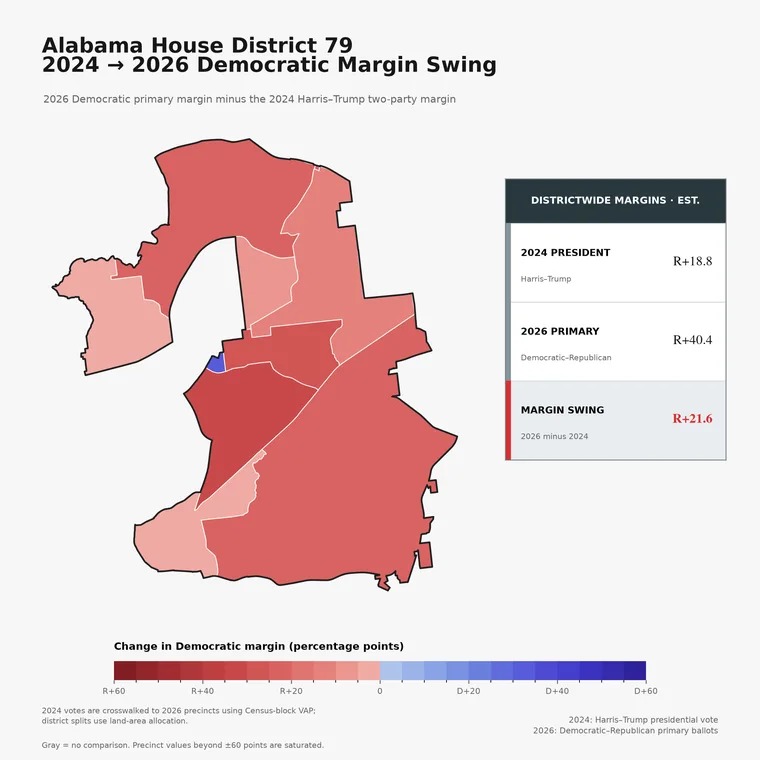 Alabama House District 79
2024 → 2026 Democratic Margin Swing
2026 Democratic primary margin minus the 2024 Harris–Trump two-party margin
DISTRICTWIDE MARGINS · EST.
2024 PRESIDENT
R+18.8
Harris–Trump
2026 PRIMARY
R+40.4
Democratic–Republican
MARGIN SWING
R+21.6
2026 minus 2024
Change in Democratic margin (percentage points)
R+60 R+40 R+20 0 D+20 D+40 D+60
2024 votes are crosswalked to 2026 precincts using Census-block VAP;
district splits use land-area allocation.
2024: Harris–Trump presidential vote
2026: Democratic–Republican primary ballots
Gray = no comparison. Precinct values beyond ±60 points are saturated.